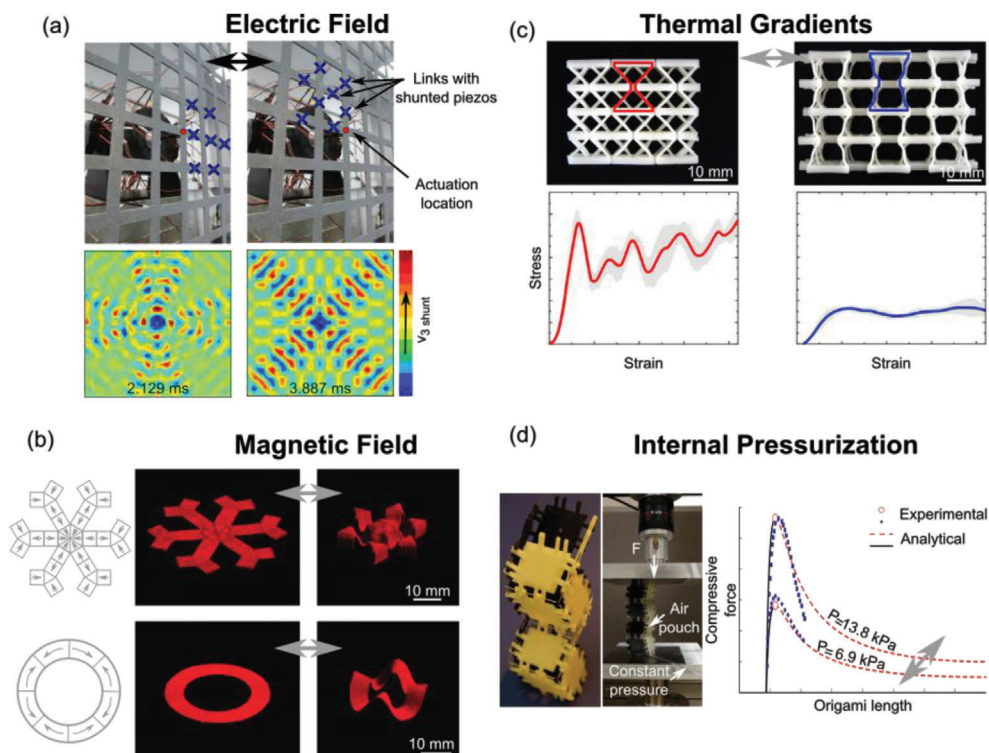 (a)
Electric Field
Links with
shunted piezos
Actuation
location
2.129 ms
3.887 ms
v3 shunt
(c)
Thermal Gradients
10 mm
10 mm
Stress
Strain
Strain
(b)
Magnetic Field
10 mm
10 mm
(d)
Internal Pressurization
F
Air
pouch
Constant
pressure
Compressive
force
Experimental
Analytical
P=13.8 kPa
P=6.9 kPa
Origami length